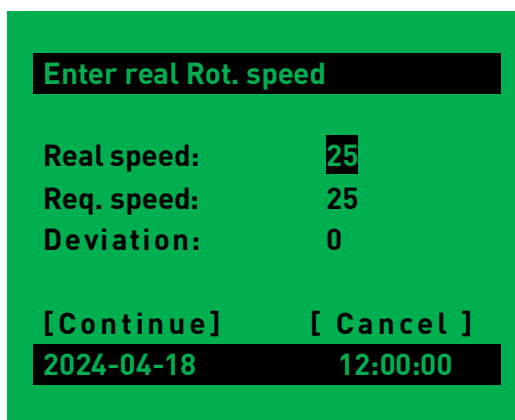 Enter real Rot. speed
Real speed: 25
Req. speed: 25
Deviation: 0
[Continue] [ Cancel ]
2024-04-18 12:00:00